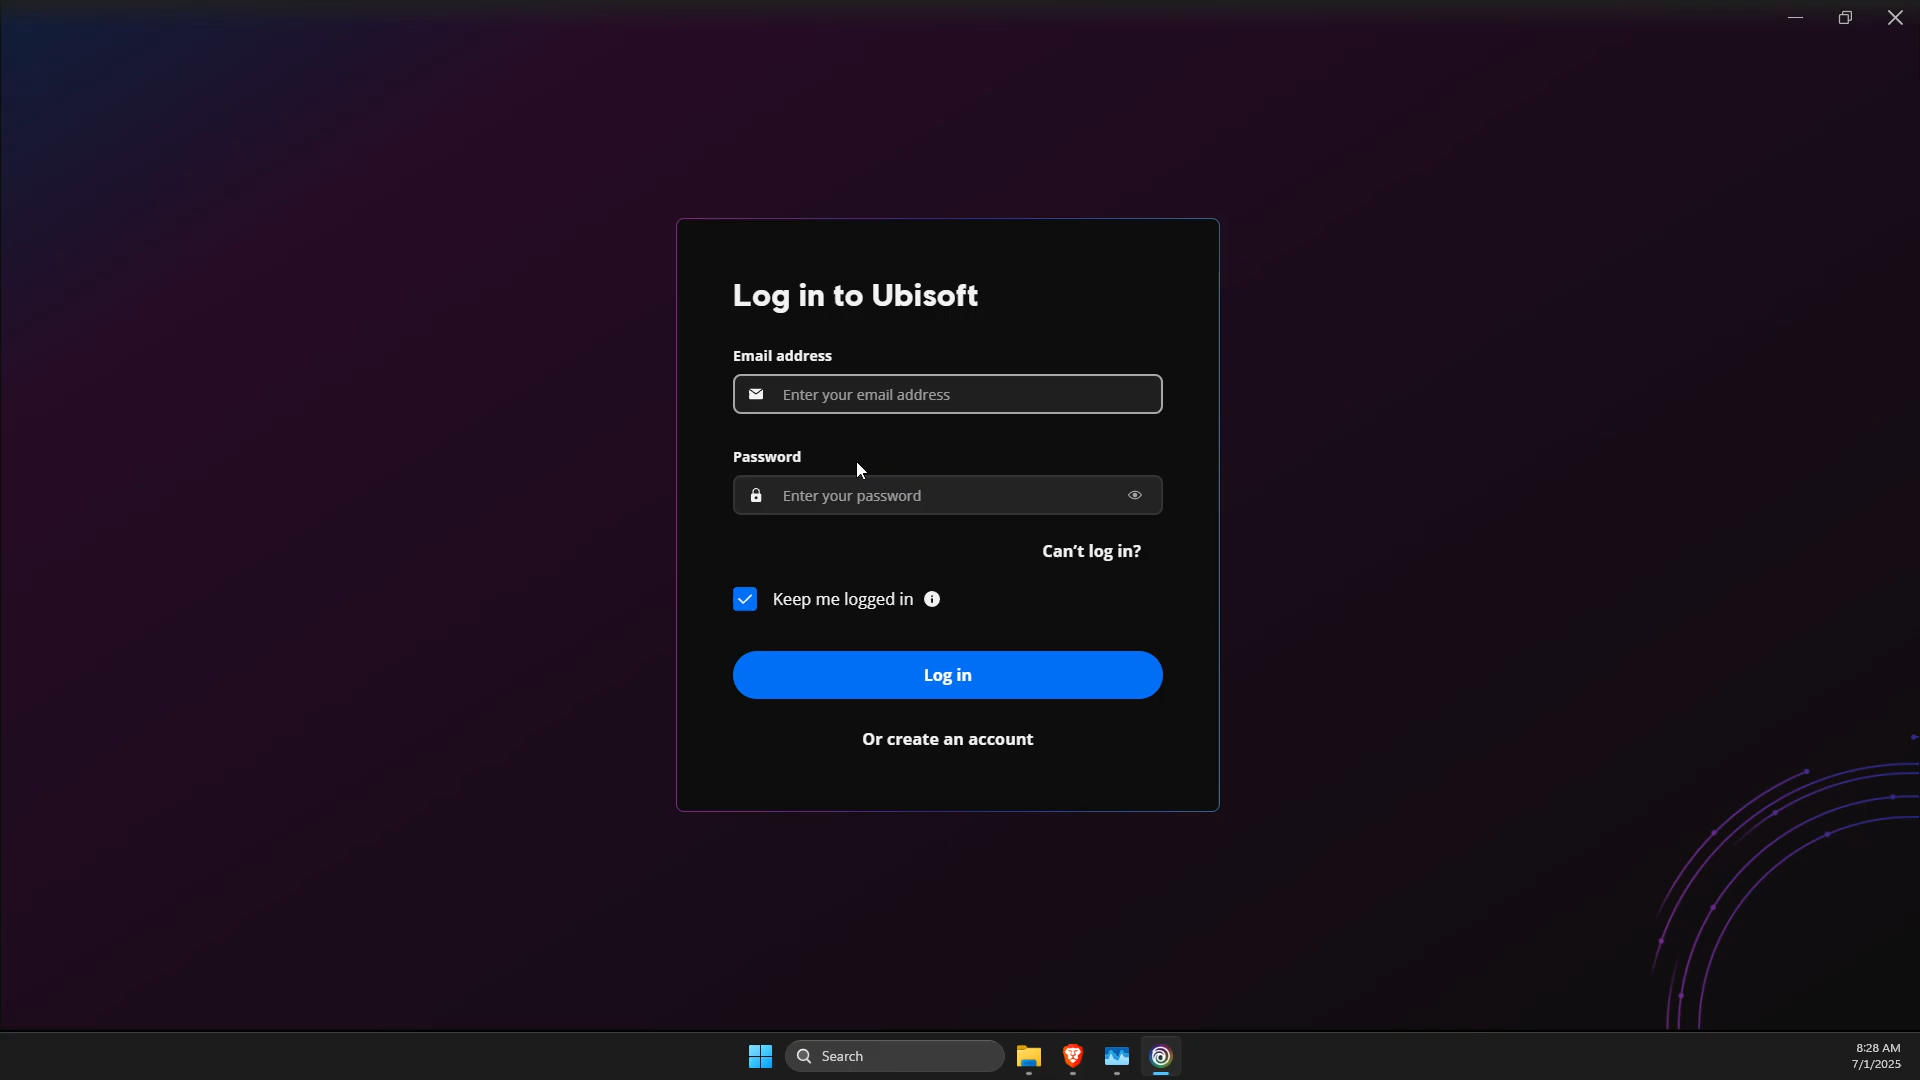 Log in to Ubisoft
Email address
Enter your email address
Password
Enter your password
Can’t log in?
Keep me logged in
Log in
Or create an account
Search
8:28 AM
7/1/2025